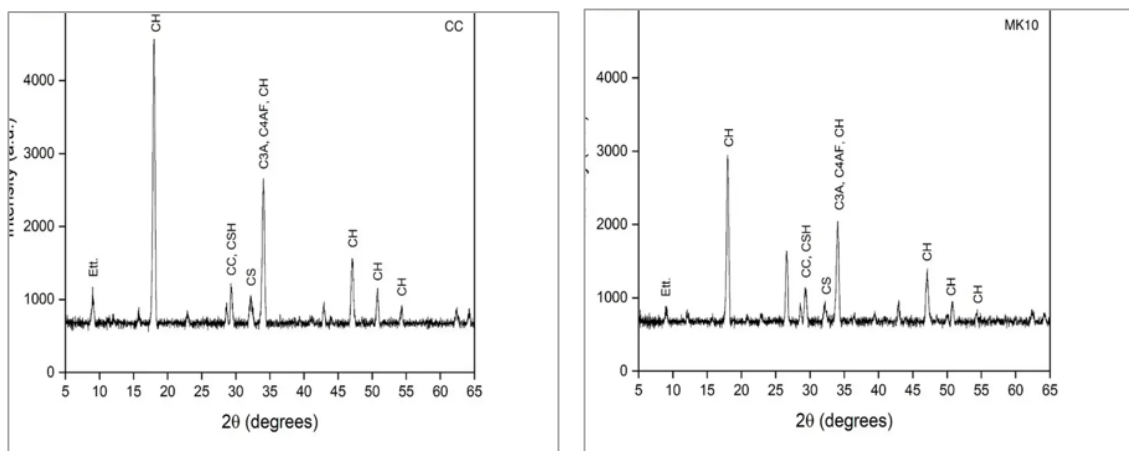 CC
CH
Ett.
CC, CSH
CS
C3A, C4AF, CH
CH
CH
CH
4000
3000
2000
1000
0
5 10 15 20 25 30 35 40 45 50 55 60 65
2θ (degrees)
Intensity (a.u.)
MK10
CH
Ett.
CC, CSH
CS
C3A, C4AF, CH
CH
CH
CH
4000
3000
2000
1000
0
5 10 15 20 25 30 35 40 45 50 55 60 65
2θ (degrees)